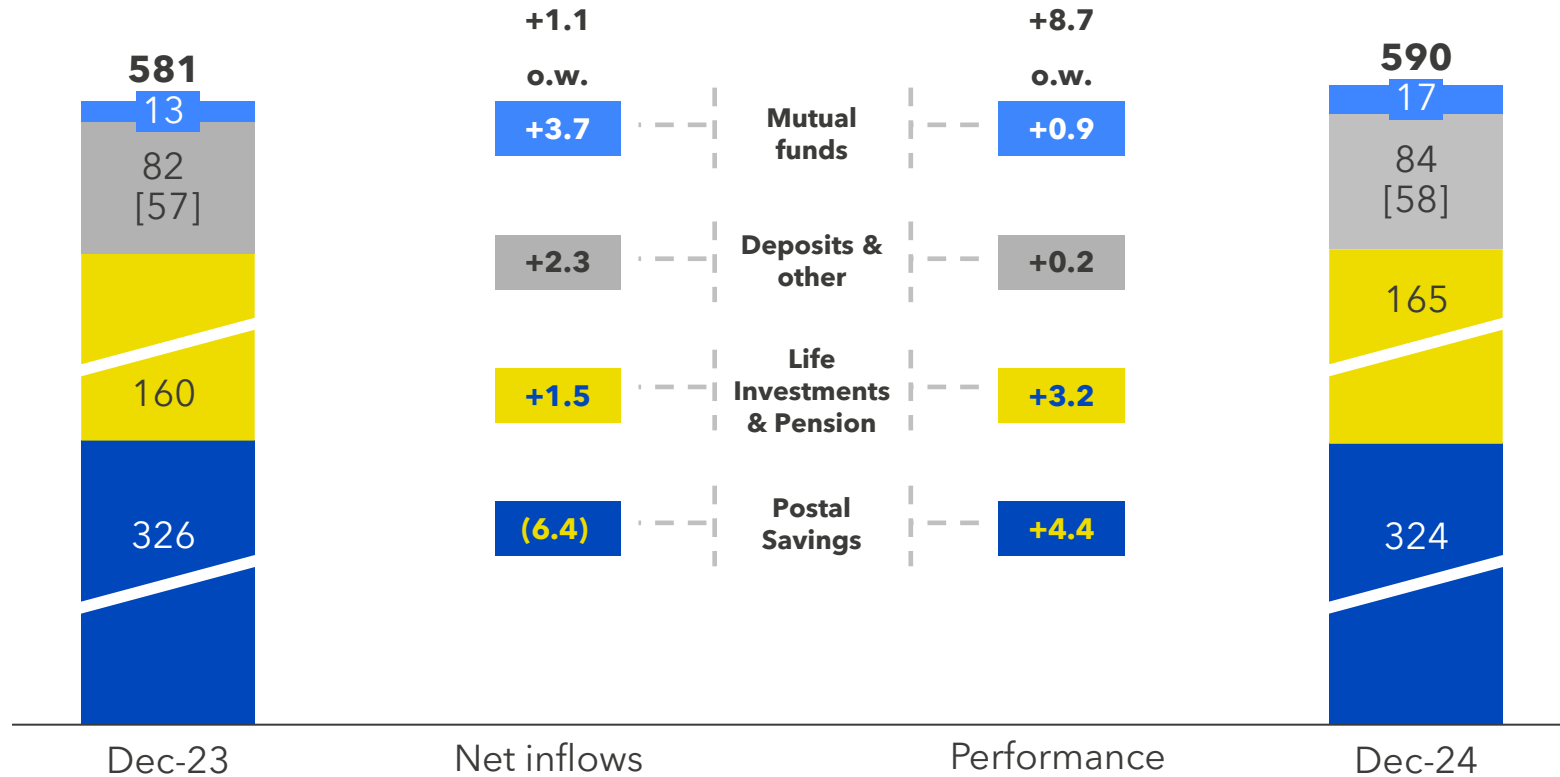 +1.1
+8.7
581
o.w.
o.w.
590
13
+3.7
Mutual
funds
+0.9
17
82
[57]
+2.3
Deposits &
other
+0.2
84
[58]
160
+1.5
Life
Investments
& Pension
+3.2
165
326
(6.4)
Postal
Savings
+4.4
324
Dec-23
Net inflows
Performance
Dec-24